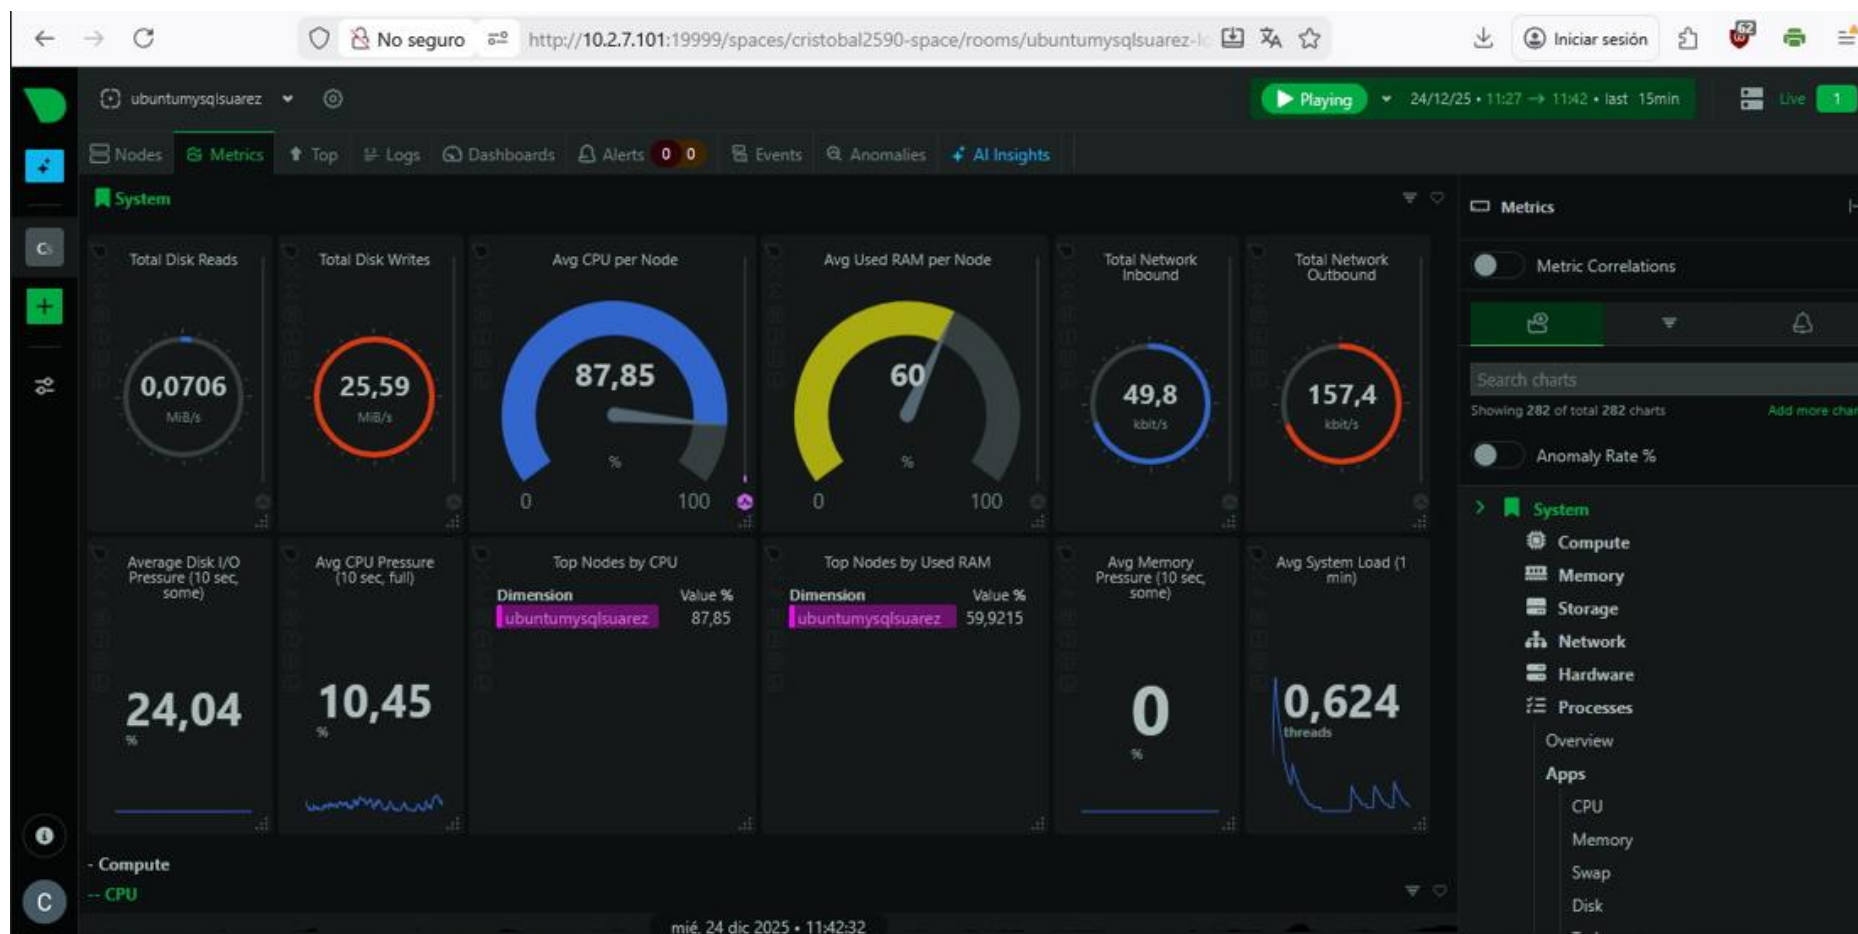 No seguro
http://10.2.7.101:19999/spaces/cristobal2590-space/rooms/ubuntumysqlsuarez-lo
Iniciar sesión
62
ubuntumysqlsuarez
Playing
24/12/25 • 11:27 → 11:42 • last 15min
Live
1
Nodes
Metrics
Top
Logs
Dashboards
Alerts 0 0
Events
Anomalies
AI Insights
System
Total Disk Reads
0,0706
MiB/s
Total Disk Writes
25,59
MiB/s
Avg CPU per Node
87,85
%
0 100
Avg Used RAM per Node
60
%
0 100
Total Network
Inbound
49,8
kbit/s
Total Network
Outbound
157,4
kbit/s
Average Disk I/O
Pressure (10 sec,
some)
24,04
%
Avg CPU Pressure
(10 sec, full)
10,45
%
Top Nodes by CPU
Dimension Value %
ubuntumysqlsuarez 87,85
Top Nodes by Used RAM
Dimension Value %
ubuntumysqlsuarez 59,9215
Avg Memory
Pressure (10 sec,
some)
0
%
Avg System Load (1
min)
0,624
threads
- Compute
-- CPU
mié, 24 dic 2025 • 11:42:32
Metrics
Metric Correlations
Search charts
Showing 282 of total 282 charts
Add more char
Anomaly Rate %
System
Compute
Memory
Storage
Network
Hardware
Processes
Overview
Apps
CPU
Memory
Swap
Disk
Cs
C